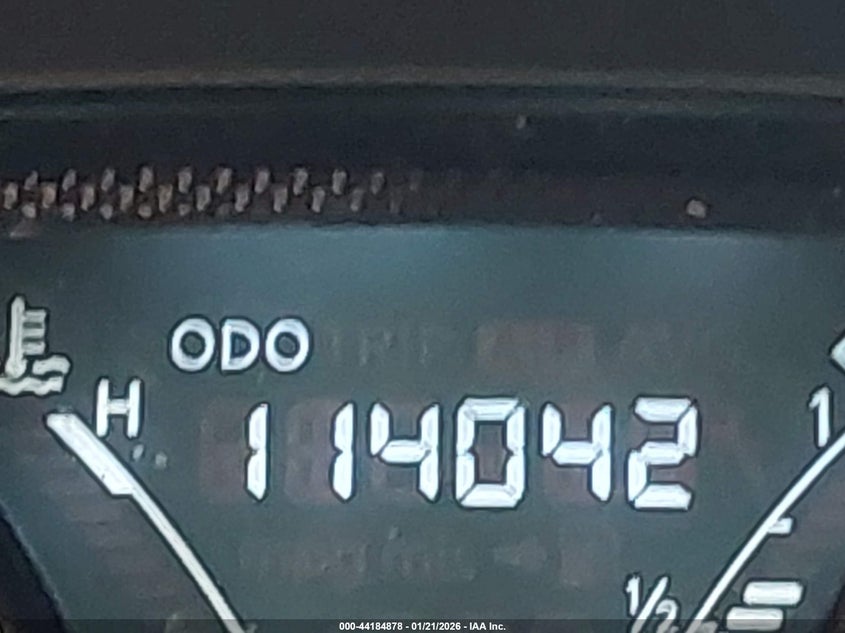 ODO
H
114042
1
1/2
000-44184878 - 01/21/2026 - IAA Inc.